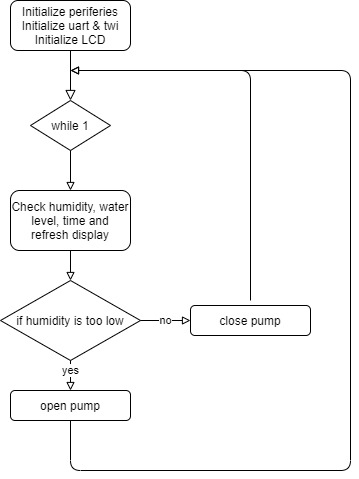 Initialize periferies
Initialize uart & twi
Initialize LCD
while 1
Check humidity, water
level, time and
refresh display
if humidity is too low
no
close pump
yes
open pump